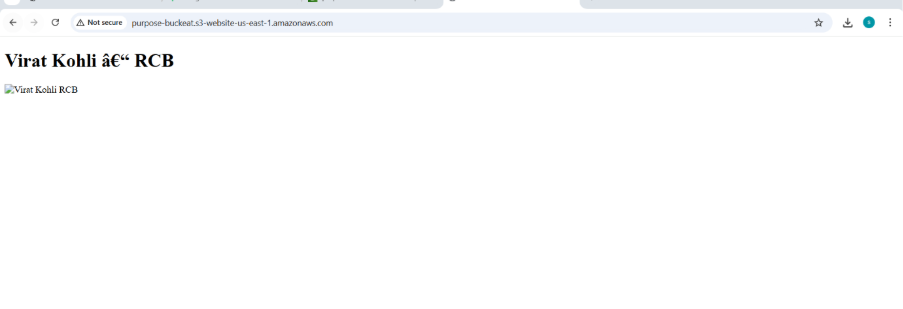 Not secure purpose-buckeat.s3-website-us-east-1.amazonaws.com
Virat Kohli â€“ RCB
Virat Kohli RCB